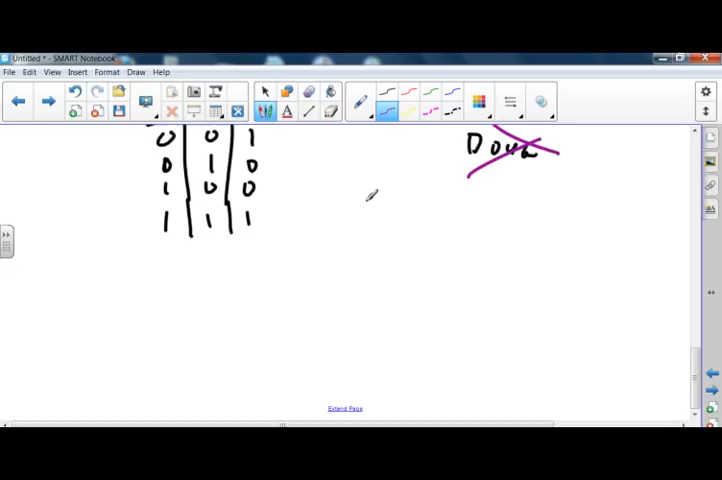 Untitled * - SMART Notebook
File Edit View Insert Format Draw Help
0 0 1
0 1 0
1 0 0
1 1 1
Extend Page